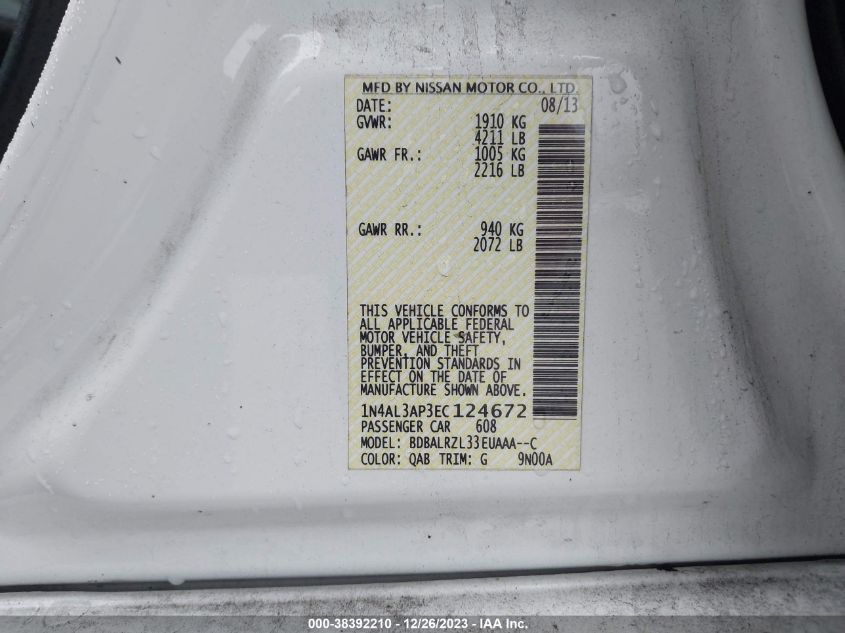 MFD BY NISSAN MOTOR CO., LTD.
DATE: 08/13
GVWR: 1910 KG
4211 LB
GAWR FR.: 1005 KG
2216 LB
GAWR RR.: 940 KG
2072 LB
THIS VEHICLE CONFORMS TO
ALL APPLICABLE FEDERAL
MOTOR VEHICLE SAFETY,
BUMPER, AND THEFT
PREVENTION STANDARDS IN
EFFECT ON THE DATE OF
MANUFACTURE SHOWN ABOVE.
1N4AL3AP3EC124672
PASSENGER CAR 608
MODEL: BDBALRZL33EUAAA--C
COLOR: QAB TRIM: G 9N00A
000-38392210 - 12/26/2023 - IAA Inc.